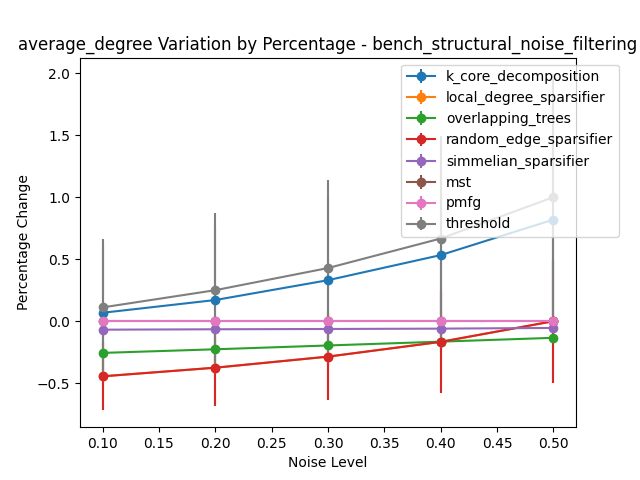 average_degree Variation by Percentage - bench_structural_noise_filtering
2.0
1.5
1.0
0.5
0.0
−0.5
Percentage Change
k_core_decomposition
local_degree_sparsifier
overlapping_trees
random_edge_sparsifier
simmelian_sparsifier
mst
pmfg
threshold
0.10 0.15 0.20 0.25 0.30 0.35 0.40 0.45 0.50
Noise Level